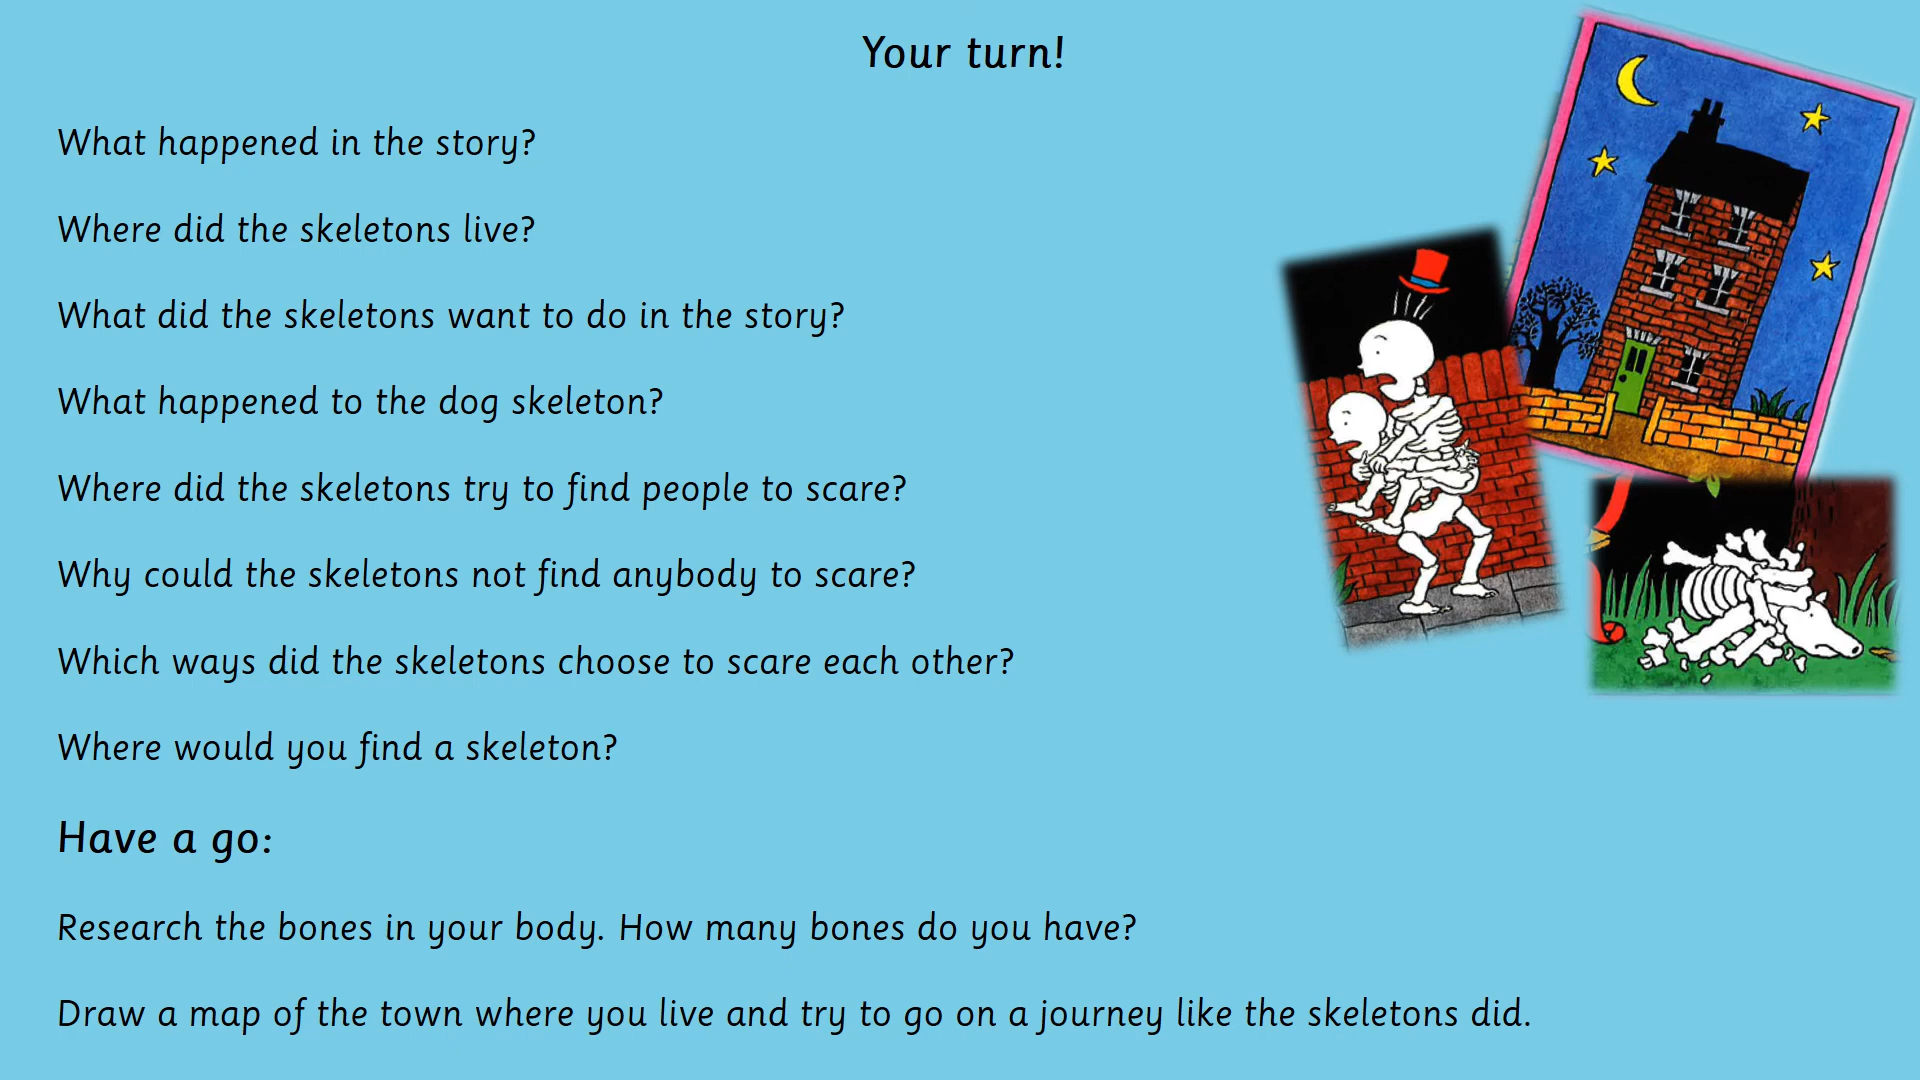 Your turn!
What happened in the story?
Where did the skeletons live?
What did the skeletons want to do in the story?
What happened to the dog skeleton?
Where did the skeletons try to find people to scare?
Why could the skeletons not find anybody to scare?
Which ways did the skeletons choose to scare each other?
Where would you find a skeleton?
Have a go:
Research the bones in your body. How many bones do you have?
Draw a map of the town where you live and try to go on a journey like the skeletons did.